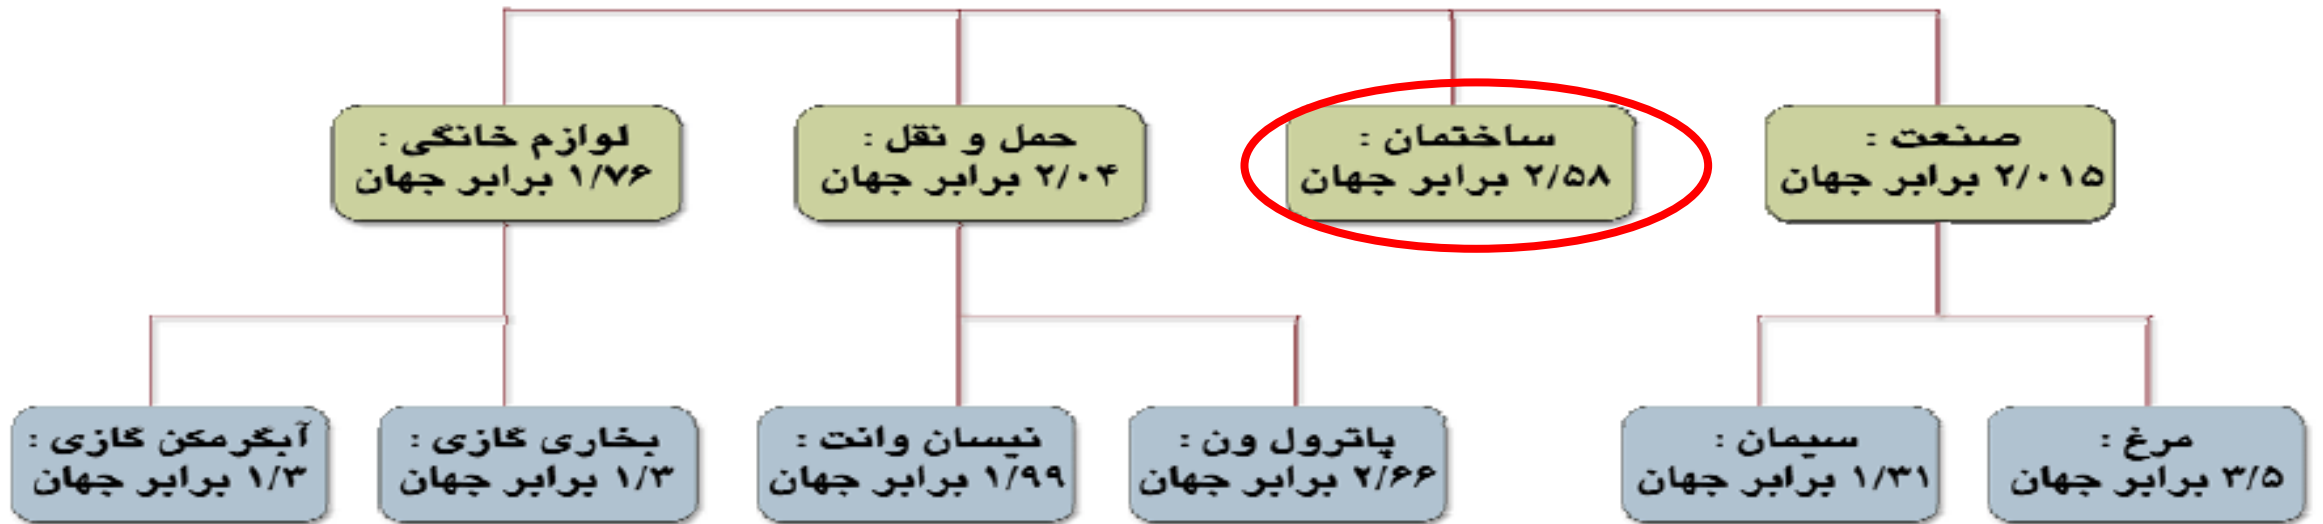 صنعت :
۲/۰۱۵ برابر جهان
ساختمان :
۲/۵۸ برابر جهان
حمل و نقل :
۲/۰۴ برابر جهان
لوازم خانگی :
۱/۷۶ برابر جهان
مرغ :
۳/۵ برابر جهان
سیمان :
۱/۳۱ برابر جهان
پاترول ون :
۲/۶۶ برابر جهان
نیسان وانت :
۱/۹۹ برابر جهان
بخاری گازی :
۱/۳ برابر جهان
آبگرمکن گازی :
۱/۳ برابر جهان